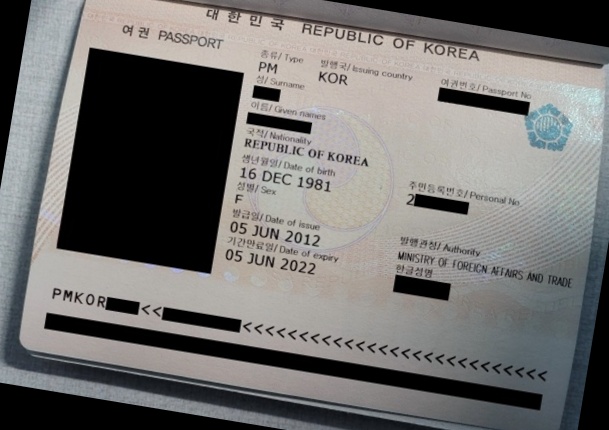 대한민국 REPUBLIC OF KOREA
여권 PASSPORT
종류/ Type
발행국/ Issuing country
여권번호/ Passport No
PM
KOR
성/ Surname
이름/ Given names
국적/ Nationality
REPUBLIC OF KOREA
생년월일/ Date of birth
주민등록번호/ Personal No
16 DEC 1981
2
성별/ Sex
F
발급일/ Date of issue
발행관청/ Authority
05 JUN 2012
MINISTRY OF FOREIGN AFFAIRS AND TRADE
기간만료일/ Date of expiry
한글성명
05 JUN 2022
PMKOR
<<
<<<<<<<<<<<<<<<<<<<<<<<<<<<<